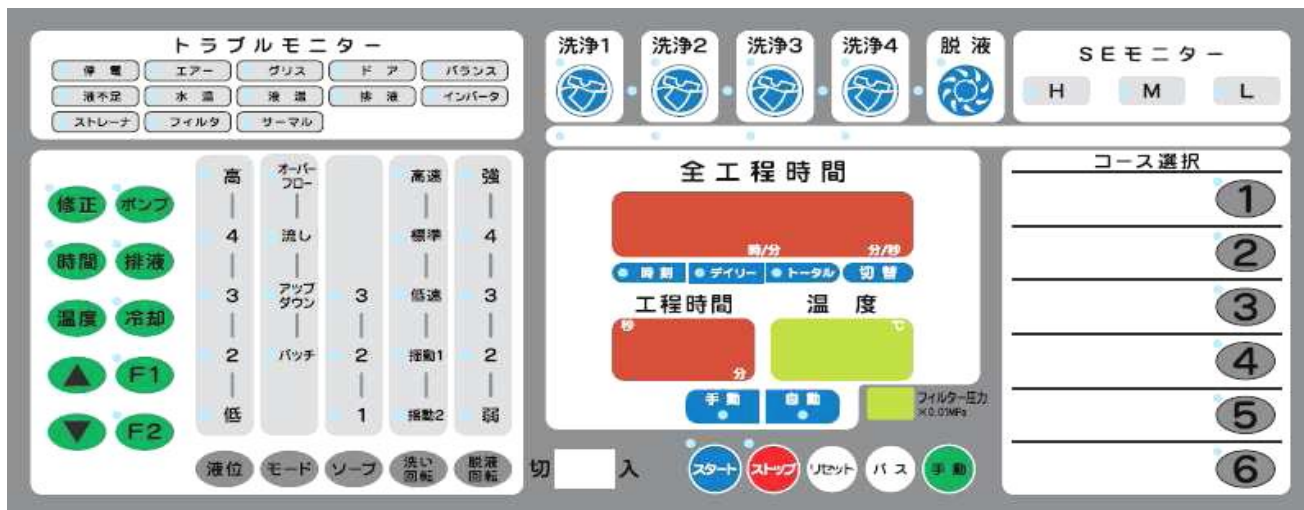 トラブルモニター
停電 エアー グリス ドア バランス
液不足 水温 液温 排液 インバータ
ストレーナ フィルタ サーマル
洗浄1 洗浄2 洗浄3 洗浄4 脱液
SEモニター
H M L
修正 ポンプ
時間 排液
温度 冷却
▲ F1
▼ F2
高 オーバーフロー 高速 強
4 流し 標準 4
3 アップダウン 3 低速 3
2 バッチ 2 揺動1 2
低 1 揺動2 弱
液位 モード ソープ 洗い回転 脱液回転
全工程時間
時/分 分/秒
時刻 デイリー トータル 切替
工程時間 温度
秒 ℃
分
手動 自動
フィルター圧力
×0.01MPa
切 入
スタート ストップ リセット パス 手動
コース選択
1
2
3
4
5
6